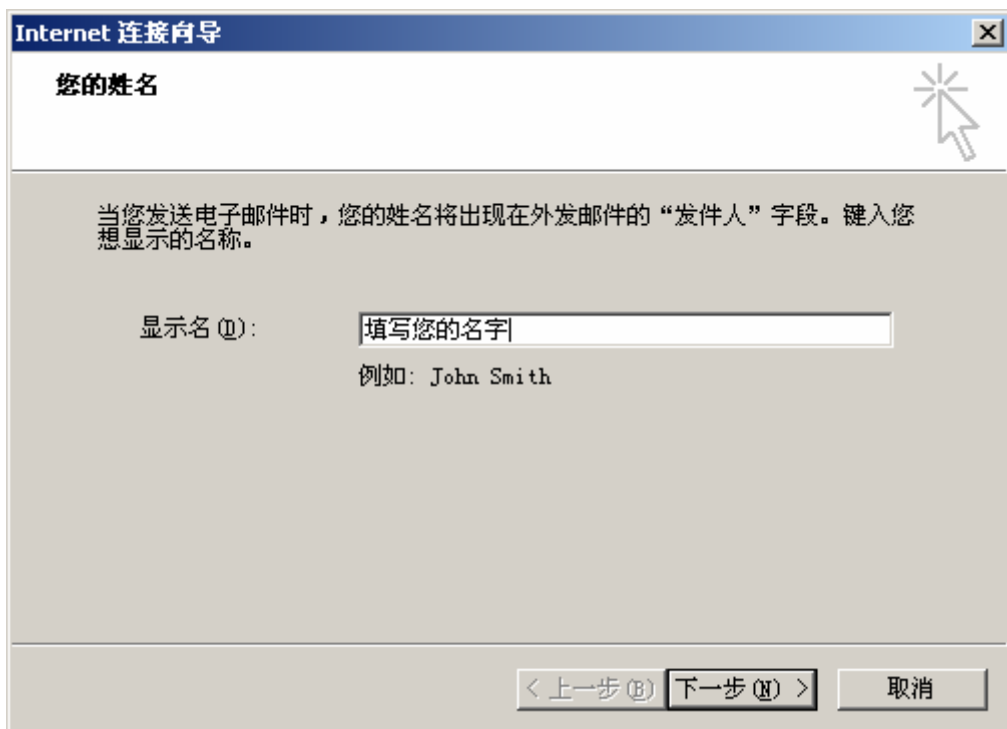 Internet 连接向导
您的姓名
当您发送电子邮件时，您的姓名将出现在外发邮件的“发件人”字段。键入您
想显示的名称。
显示名(D)： 填写您的名字
例如: John Smith
< 上一步(B) 下一步(N) > 取消